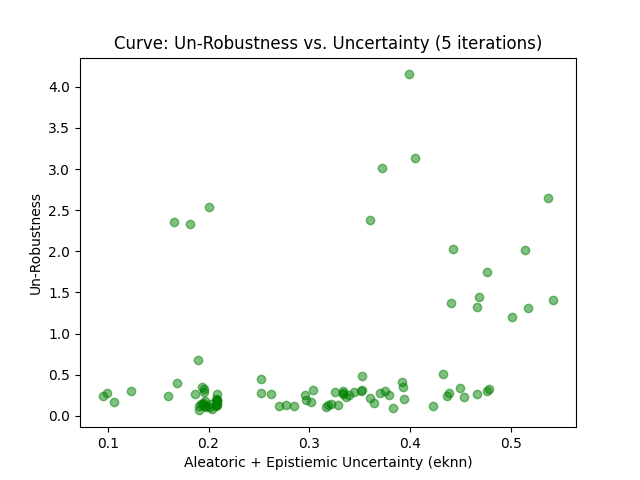 Curve: Un-Robustness vs. Uncertainty (5 iterations)
4.0
3.5
3.0
2.5
2.0
1.5
1.0
0.5
0.0
Un-Robustness
0.1 0.2 0.3 0.4 0.5
Aleatoric + Epistiemic Uncertainty (eknn)